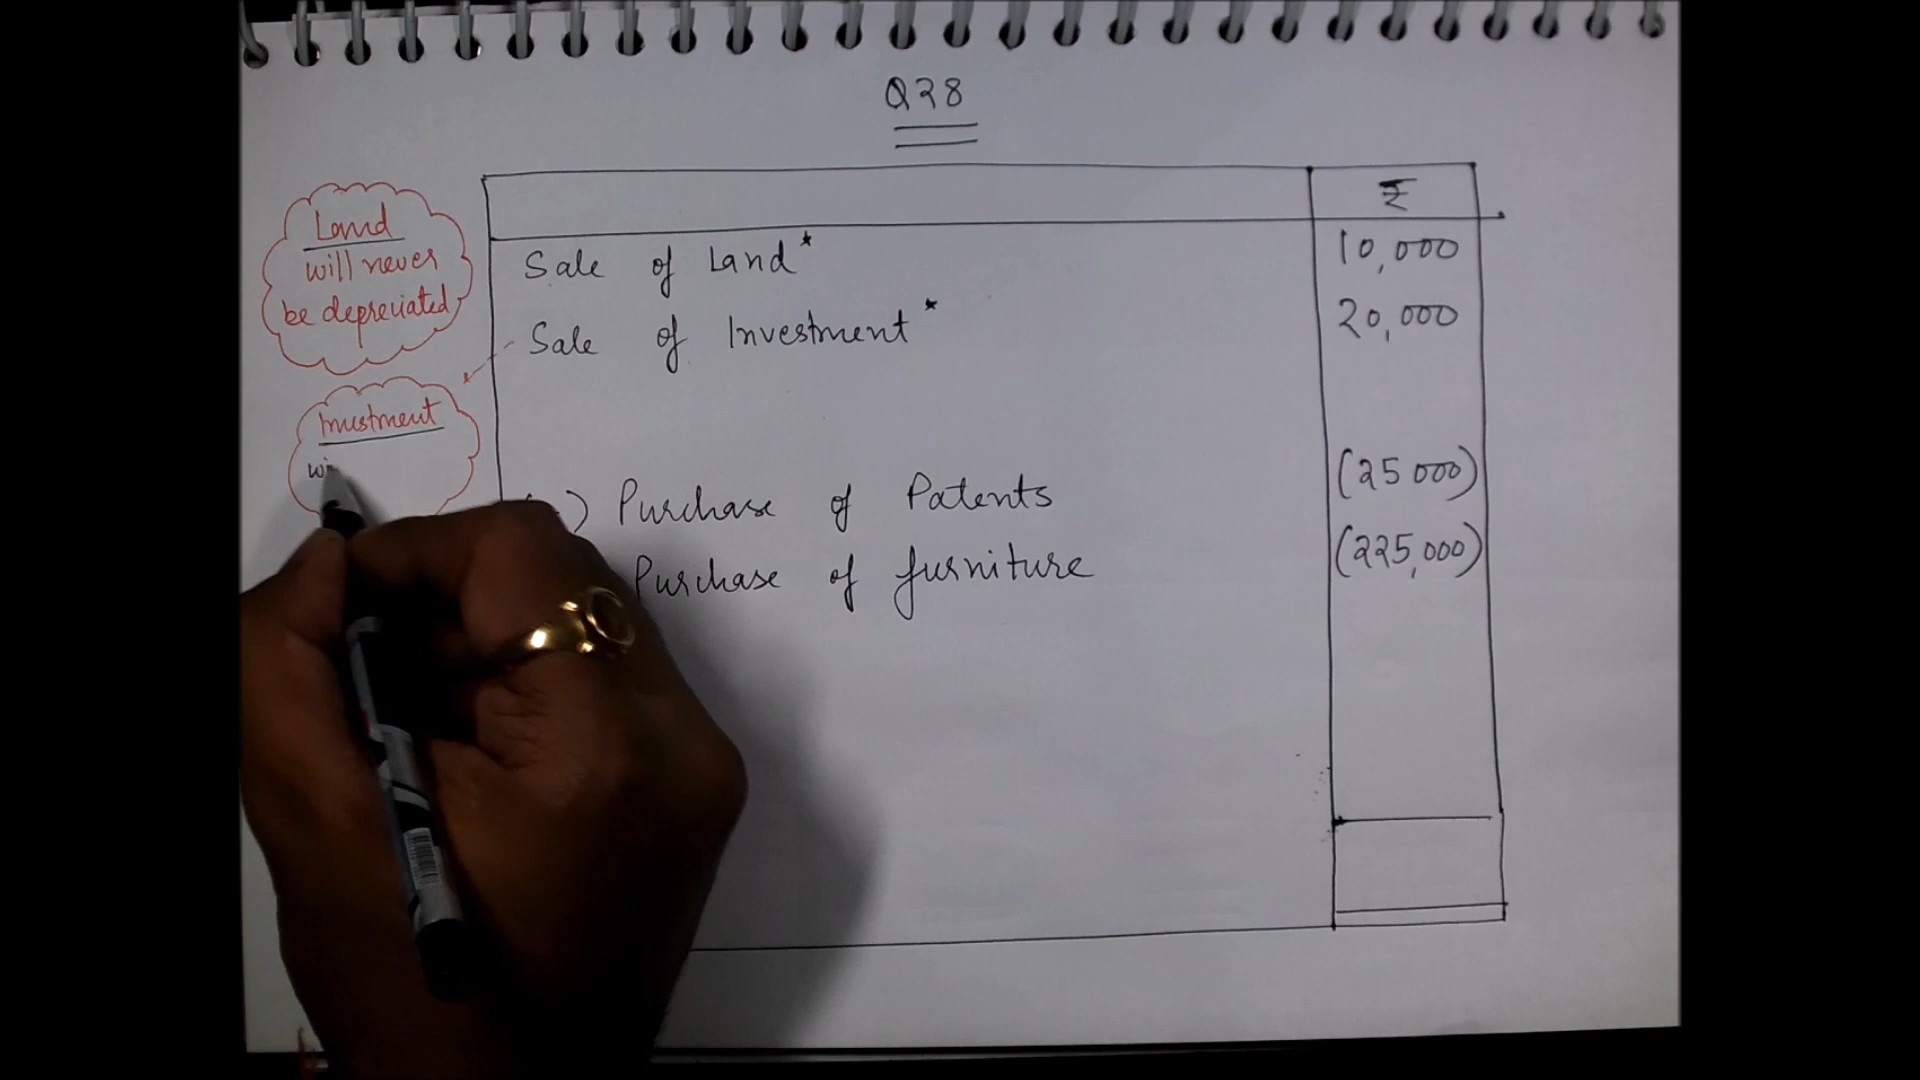 Q28
₹
Sale of Land* 10,000
Sale of Investment* 20,000
) Purchase of Patents (25 000)
Purchase of furniture (225,000)
Land
will never
be depreciated
Investment
wi